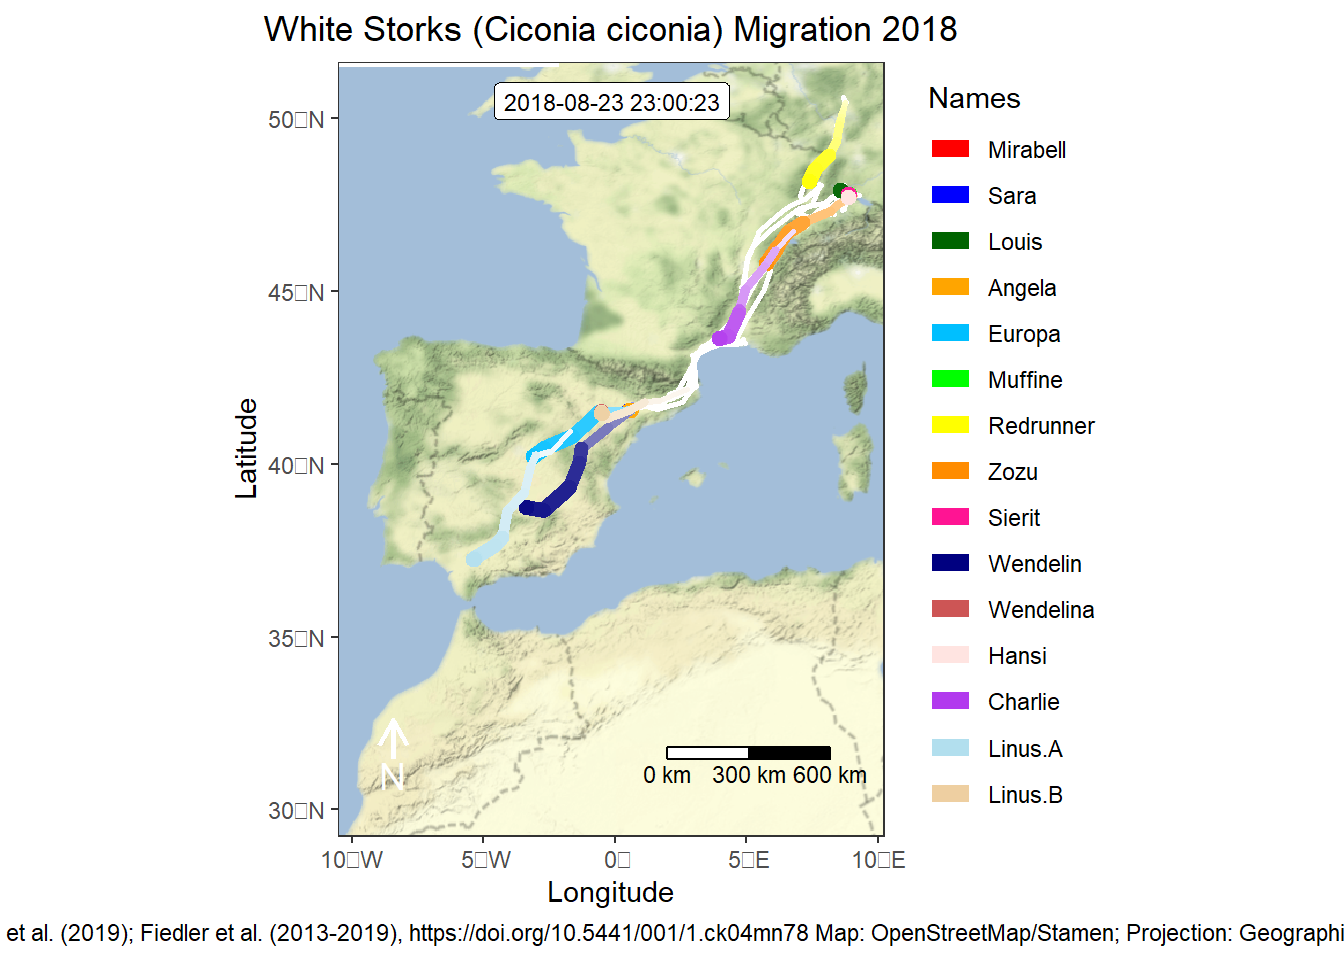 White Storks (Ciconia ciconia) Migration 2018
2018-08-23 23:00:23
50□N
45□N
40□N
35□N
30□N
Latitude
10□W
5□W
0□
5□E
10□E
Longitude
N
0 km 300 km 600 km
Names
Mirabell
Sara
Louis
Angela
Europa
Muffine
Redrunner
Zozu
Sierit
Wendelin
Wendelina
Hansi
Charlie
Linus.A
Linus.B
et al. (2019); Fiedler et al. (2013-2019), https://doi.org/10.5441/001/1.ck04mn78 Map: OpenStreetMap/Stamen; Projection: Geographi